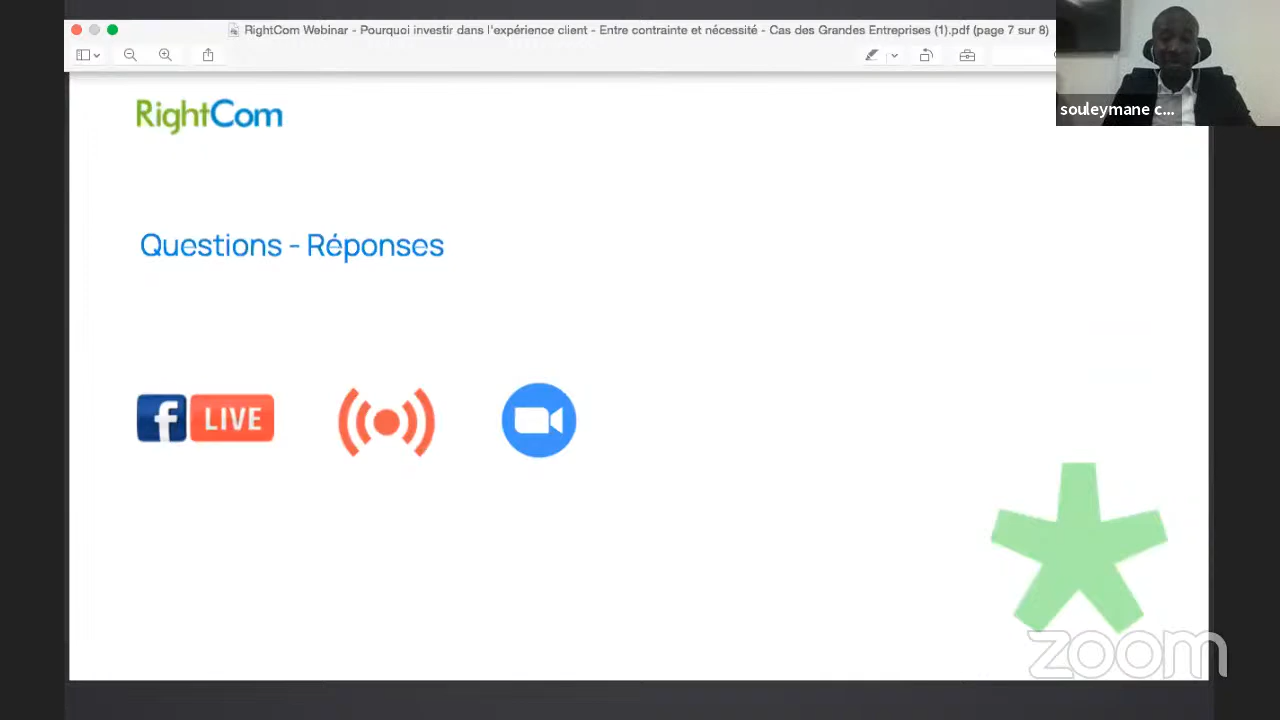 RightCom Webinar - Pourquoi investir dans l'expérience client - Entre contrainte et nécessité - Cas des Grandes Entreprises (1).pdf (page 7 sur 8)
souleymane c...
RightCom
Questions - Réponses
f LIVE
zoom